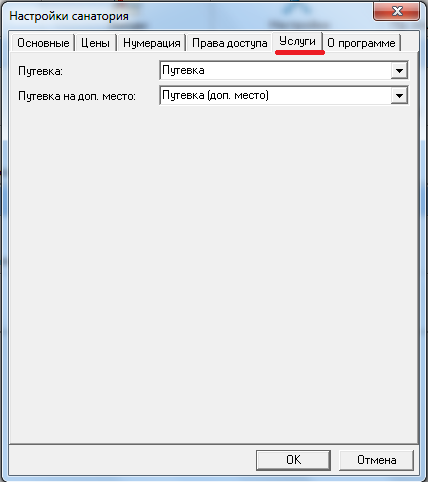 Настройки санатория
Основные Цены Нумерация Права доступа Услуги О программе
Путевка: Путевка
Путевка на доп. место: Путевка (доп. место)
OK Отмена